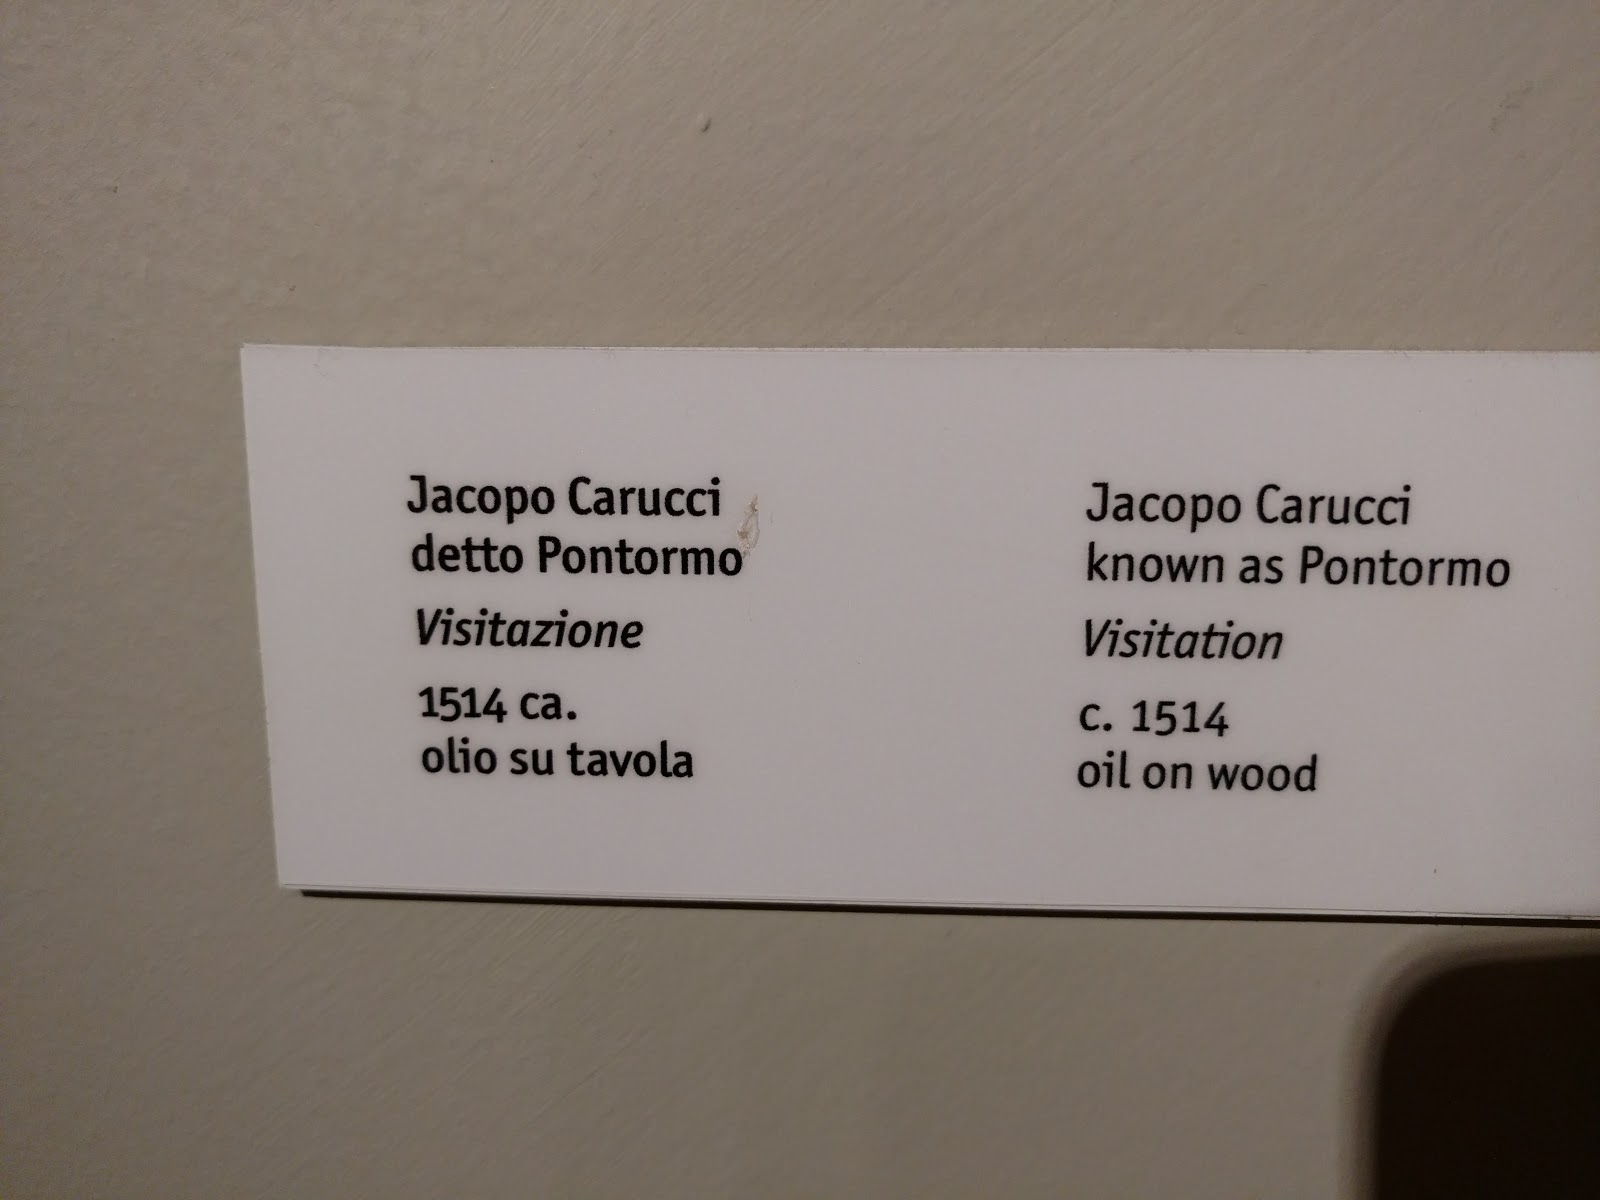 Jacopo Carucci
detto Pontormo
Visitazione
1514 ca.
olio su tavola
Jacopo Carucci
known as Pontormo
Visitation
c. 1514
oil on wood